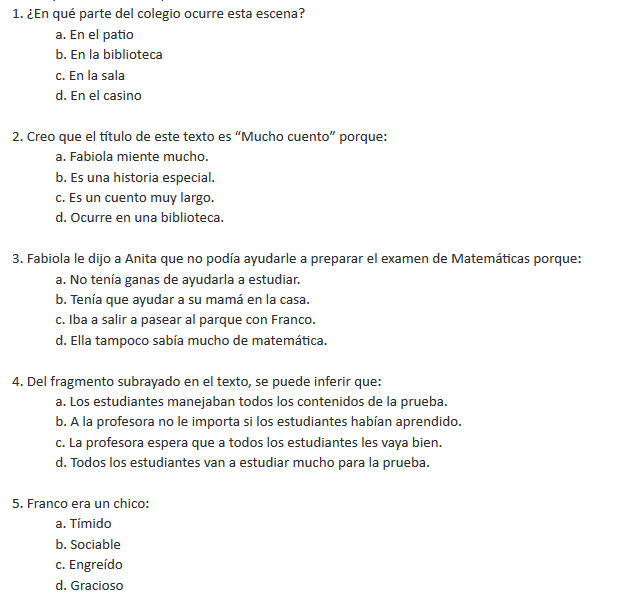 1. ¿En qué parte del colegio ocurre esta escena?
a. En el patio
b. En la biblioteca
c. En la sala
d. En el casino
2. Creo que el título de este texto es “Mucho cuento” porque:
a. Fabiola miente mucho.
b. Es una historia especial.
c. Es un cuento muy largo.
d. Ocurre en una biblioteca.
3. Fabiola le dijo a Anita que no podía ayudarle a preparar el examen de Matemáticas porque:
a. No tenía ganas de ayudarla a estudiar.
b. Tenía que ayudar a su mamá en la casa.
c. Iba a salir a pasear al parque con Franco.
d. Ella tampoco sabía mucho de matemática.
4. Del fragmento subrayado en el texto, se puede inferir que:
a. Los estudiantes manejaban todos los contenidos de la prueba.
b. A la profesora no le importa si los estudiantes habían aprendido.
c. La profesora espera que a todos los estudiantes les vaya bien.
d. Todos los estudiantes van a estudiar mucho para la prueba.
5. Franco era un chico:
a. Tímido
b. Sociable
c. Engreído
d. Gracioso